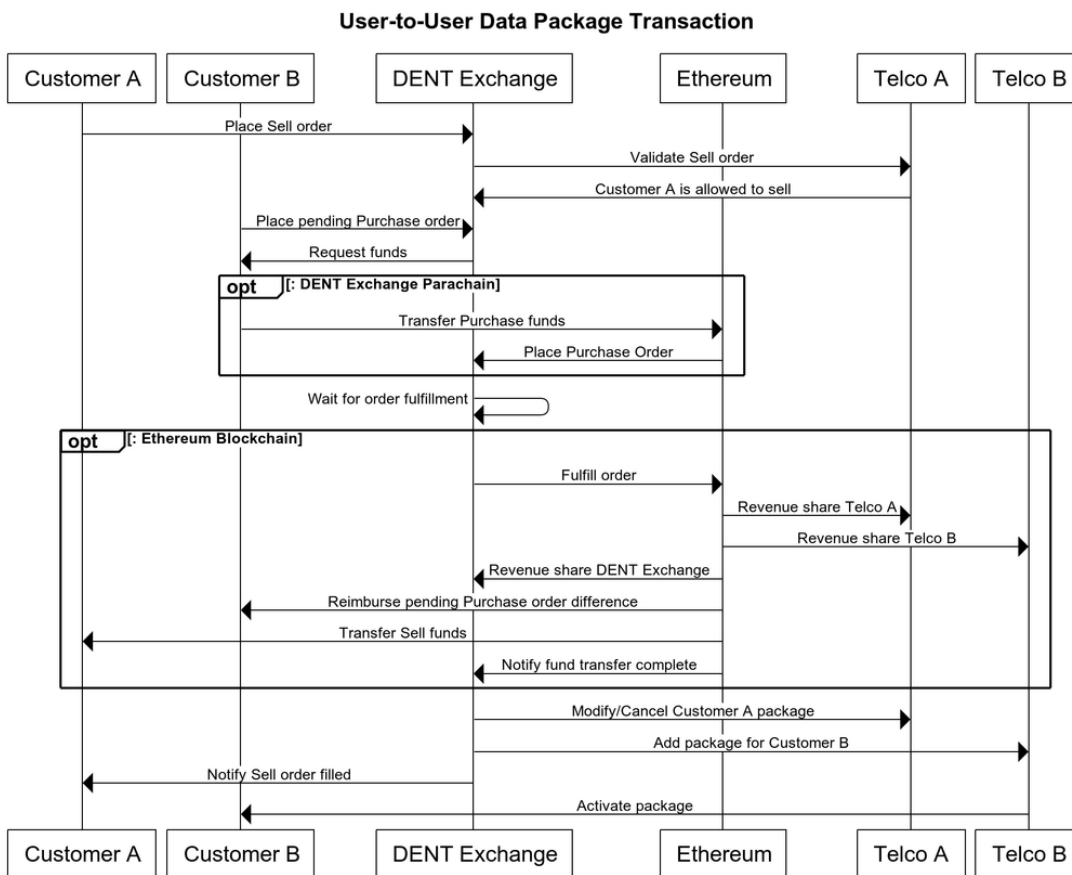 User-to-User Data Package Transaction
Customer A
Customer B
DENT Exchange
Ethereum
Telco A
Telco B
Place Sell order
Validate Sell order
Customer A is allowed to sell
Place pending Purchase order
Request funds
opt
[: DENT Exchange Parachain]
Transfer Purchase funds
Place Purchase Order
Wait for order fulfillment
opt
[: Ethereum Blockchain]
Fulfill order
Revenue share Telco A
Revenue share Telco B
Revenue share DENT Exchange
Reimburse pending Purchase order difference
Transfer Sell funds
Notify fund transfer complete
Modify/Cancel Customer A package
Add package for Customer B
Notify Sell order filled
Activate package
Customer A
Customer B
DENT Exchange
Ethereum
Telco A
Telco B